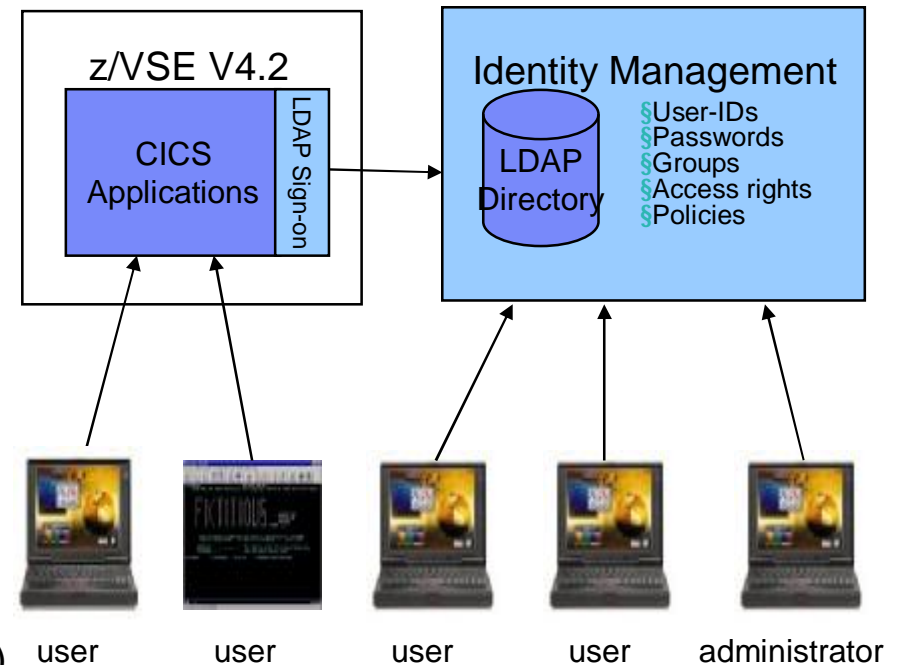 z/VSE V4.2
CICS
Applications
LDAP Sign-on
Identity Management
LDAP
Directory
§User-IDs
§Passwords
§Groups
§Access rights
§Policies
FICTITIOUS
) user
user
user
user
administrator